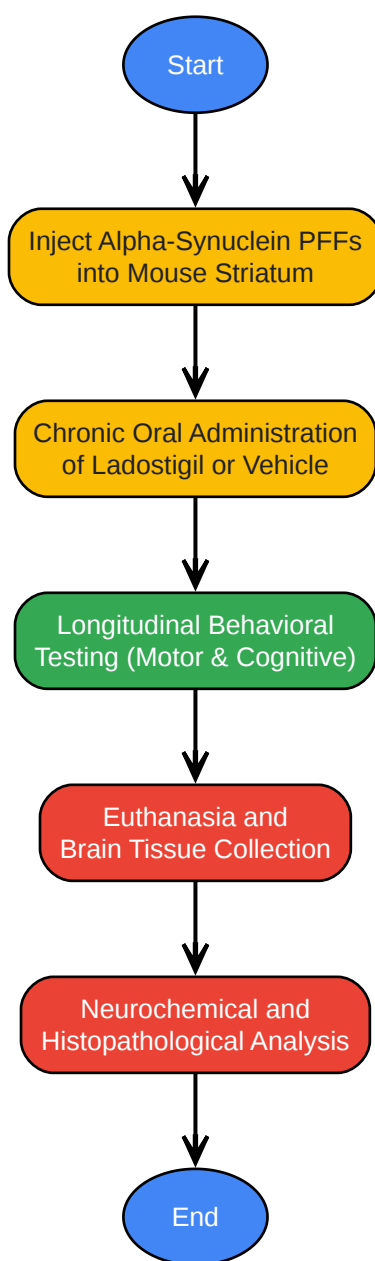 Start
Inject Alpha-Synuclein PFFs
into Mouse Striatum
Chronic Oral Administration
of Ladostigil or Vehicle
Longitudinal Behavioral
Testing (Motor & Cognitive)
Euthanasia and
Brain Tissue Collection
Neurochemical and
Histopathological Analysis
End